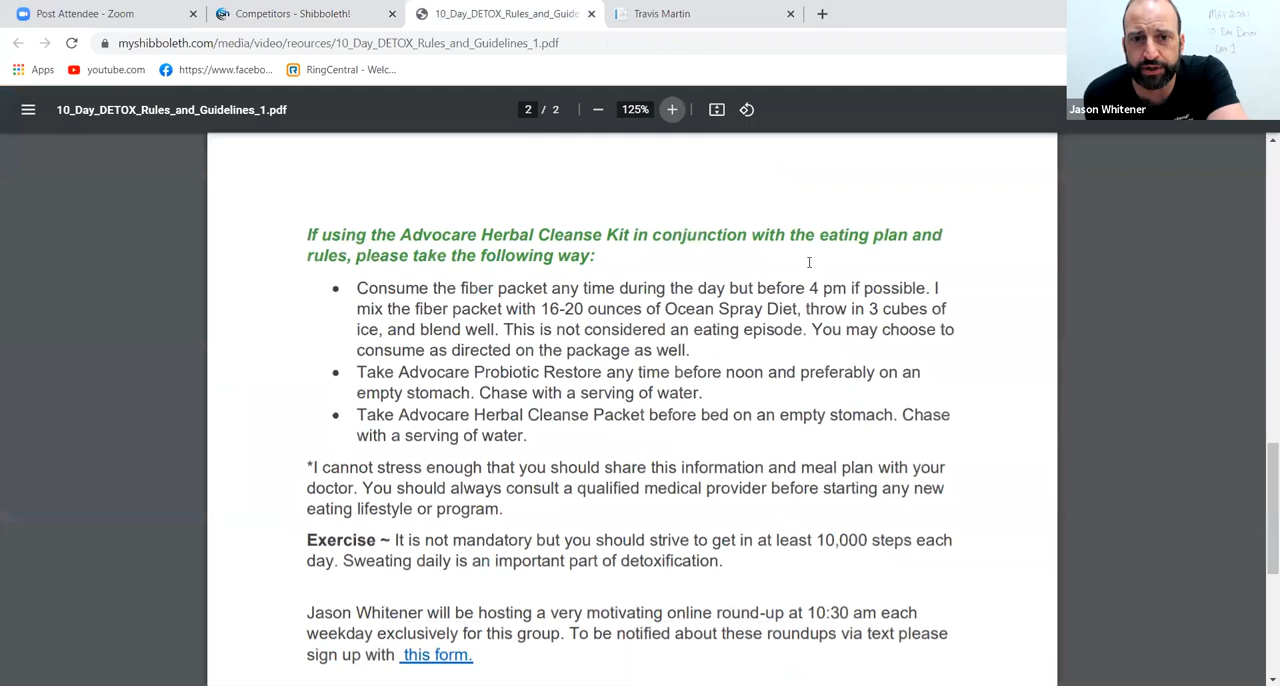 Post Attendee - Zoom
Competitors - Shibboleth!
10_Day_DETOX_Rules_and_Guide
Travis Martin
myshibboleth.com/media/video/reources/10_Day_DETOX_Rules_and_Guidelines_1.pdf
Apps
youtube.com
https://www.facebo...
RingCentral - Welc...
MAY 2021
10 Day Detox
Day 1
Jason Whitener
10_Day_DETOX_Rules_and_Guidelines_1.pdf
2 / 2
125%
If using the Advocare Herbal Cleanse Kit in conjunction with the eating plan and
rules, please take the following way:
• Consume the fiber packet any time during the day but before 4 pm if possible. I
mix the fiber packet with 16-20 ounces of Ocean Spray Diet, throw in 3 cubes of
ice, and blend well. This is not considered an eating episode. You may choose to
consume as directed on the package as well.
• Take Advocare Probiotic Restore any time before noon and preferably on an
empty stomach. Chase with a serving of water.
• Take Advocare Herbal Cleanse Packet before bed on an empty stomach. Chase
with a serving of water.
*I cannot stress enough that you should share this information and meal plan with your
doctor. You should always consult a qualified medical provider before starting any new
eating lifestyle or program.
Exercise ~ It is not mandatory but you should strive to get in at least 10,000 steps each
day. Sweating daily is an important part of detoxification.
Jason Whitener will be hosting a very motivating online round-up at 10:30 am each
weekday exclusively for this group. To be notified about these roundups via text please
sign up with this form.